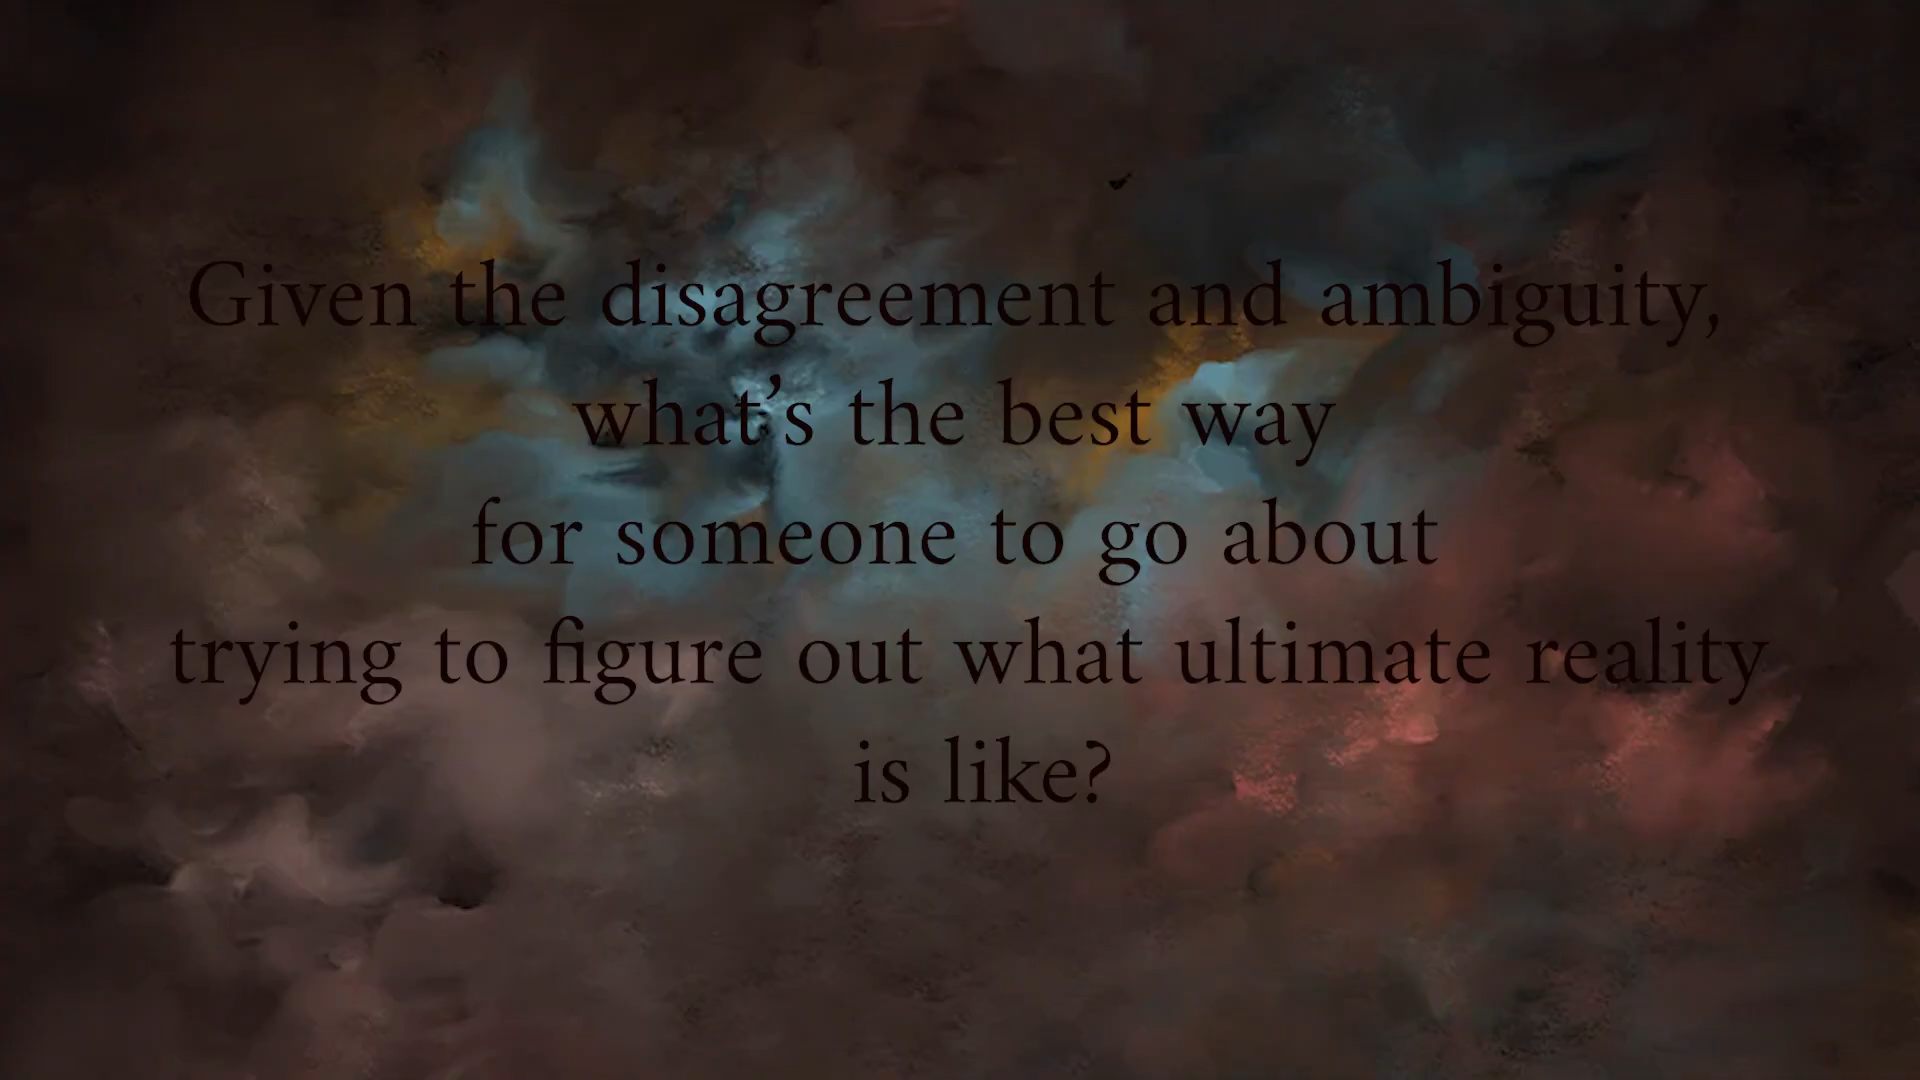 Given the disagreement and ambiguity,
what’s the best way
for someone to go about
trying to figure out what ultimate reality
is like?